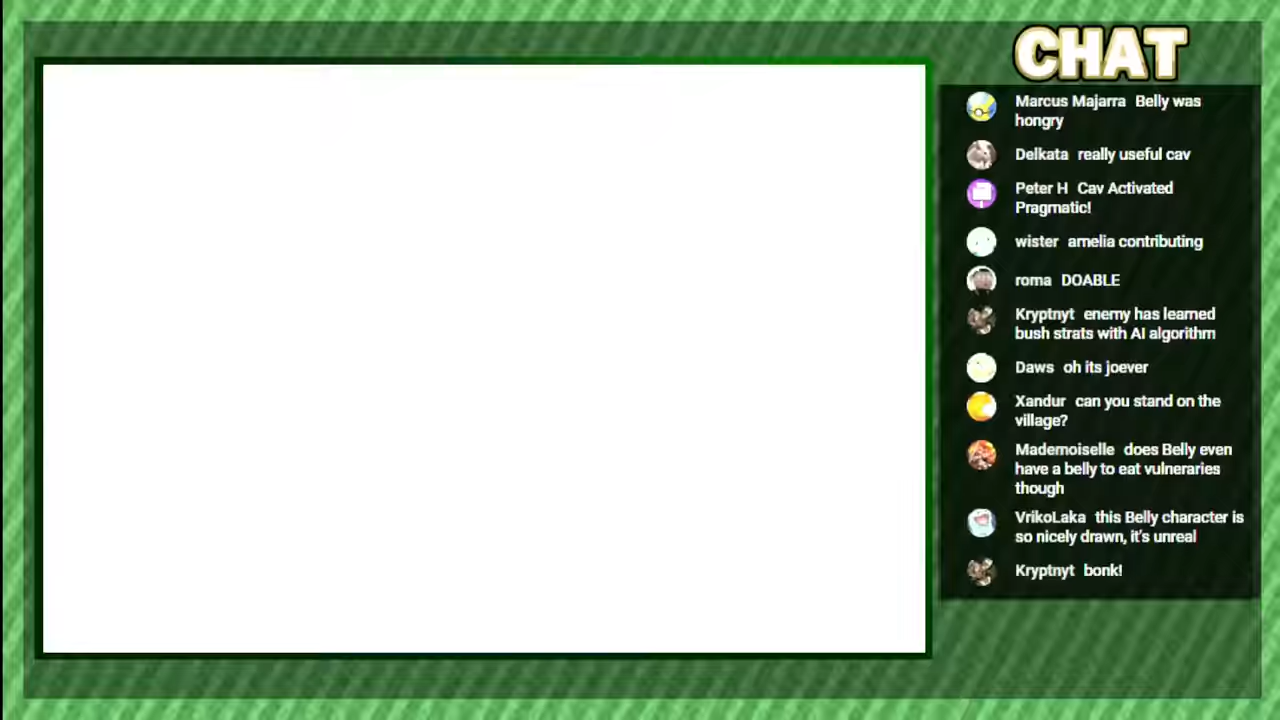 CHAT
Marcus Majarra Belly was
hongry
Delkata really useful cav
Peter H Cav Activated
Pragmatic!
wister amelia contributing
roma DOABLE
Kryptnyt enemy has learned
bush strats with AI algorithm
Daws oh its joever
Xandur can you stand on the
village?
Mademoiselle does Belly even
have a belly to eat vulneraries
though
VrikoLaka this Belly character is
so nicely drawn, it's unreal
Kryptnyt bonk!